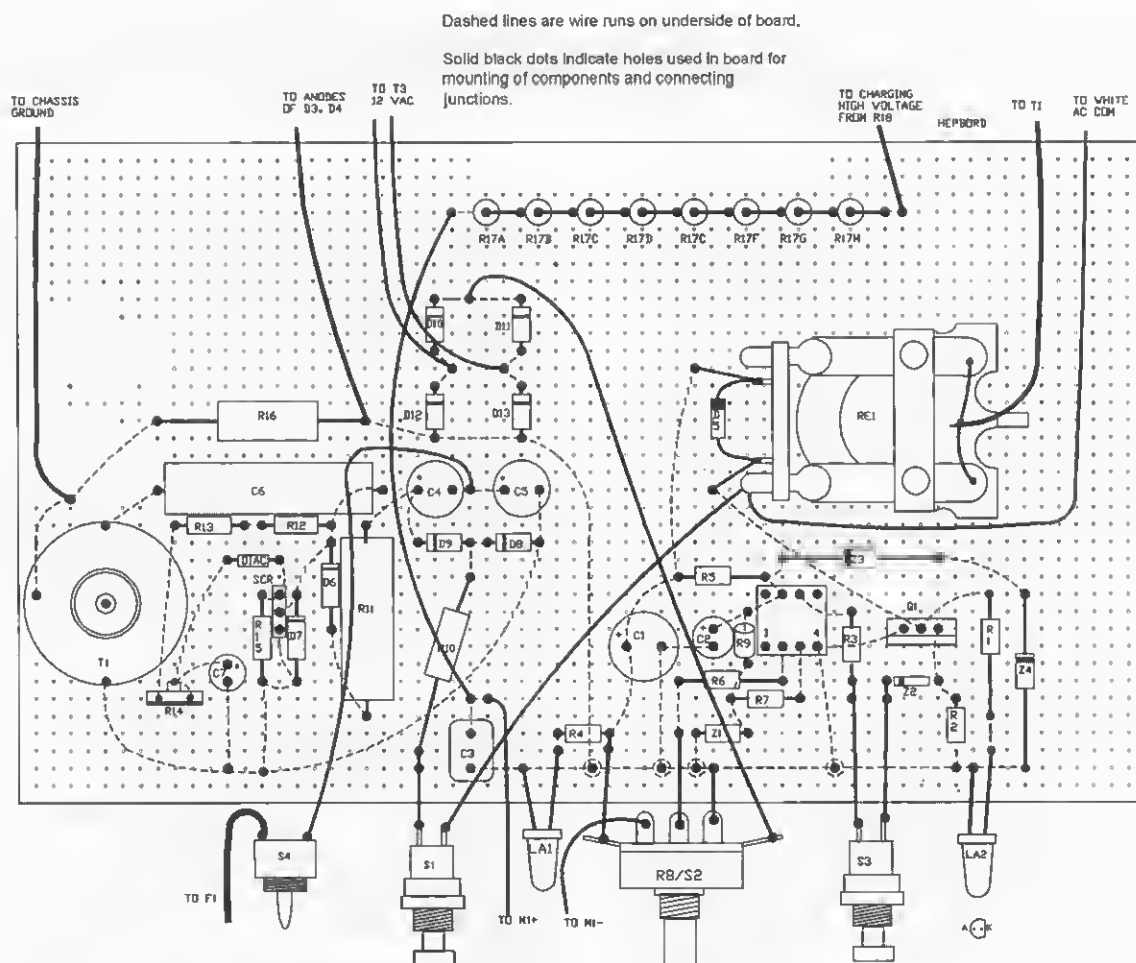 Dashed lines are wire runs on underside of board.
Solid black dots indicate holes used in board for
mounting of components and connecting
junctions.
TO CHASSIS
GROUND
TO ANODES
OF D3, D4
TO T3
12 VAC
TO CHARGING
HIGH VOLTAGE
FROM R18
HEPBORD
TO T1
TO WHITE
AC COM
R17A
R17B
R17C
R17D
R17C
R17F
R17G
R17H
D10
D11
D12
D13
R16
RE1
C6
C4
C5
R13
R12
D9
D8
DIAC
SCR
D6
R11
R15
D7
R10
T1
C7
R14
C3
Z3
R5
C1
C2
R9
1
4
R3
Q1
R1
Z4
R6
R7
Z2
R2
R4
Z1
S4
S1
LA1
R8/S2
S3
LA2
TO F1
TO M1+
TO M1-
A
K